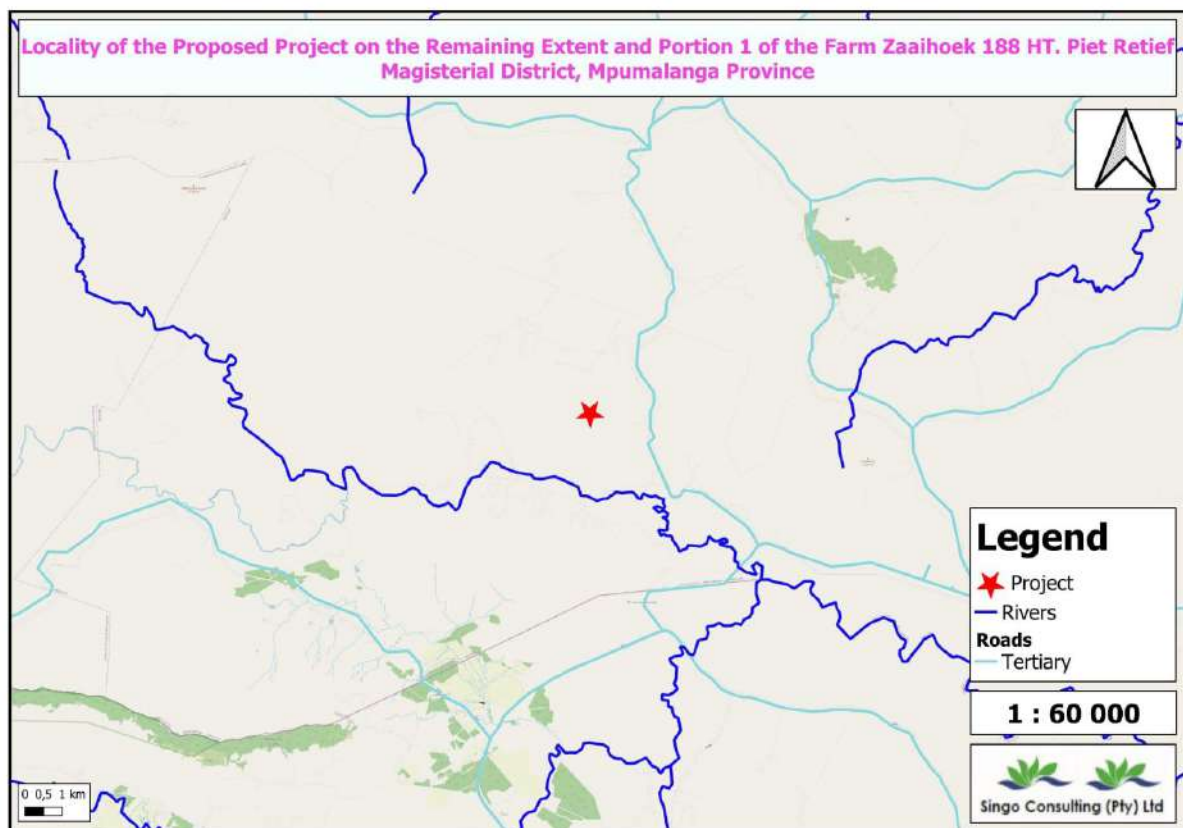 Locality of the Proposed Project on the Remaining Extent and Portion 1 of the Farm Zaaihoek 188 HT. Piet Retief
Magisterial District, Mpumalanga Province
Legend
Project
Rivers
Roads
Tertiary
1 : 60 000
0 0,5 1 km
Singo Consulting (Pty) Ltd